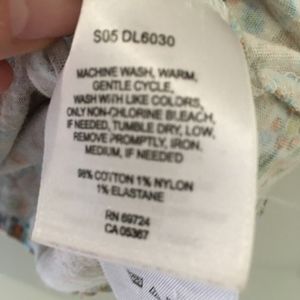 S05 DL6030
MACHINE WASH, WARM,
GENTLE CYCLE,
WASH WITH LIKE COLORS,
ONLY NON-CHLORINE BLEACH,
IF NEEDED, TUMBLE DRY, LOW,
REMOVE PROMPTLY, IRON,
MEDIUM, IF NEEDED
98% COTTON 1% NYLON
1% ELASTANE
RN 69724
CA 05367